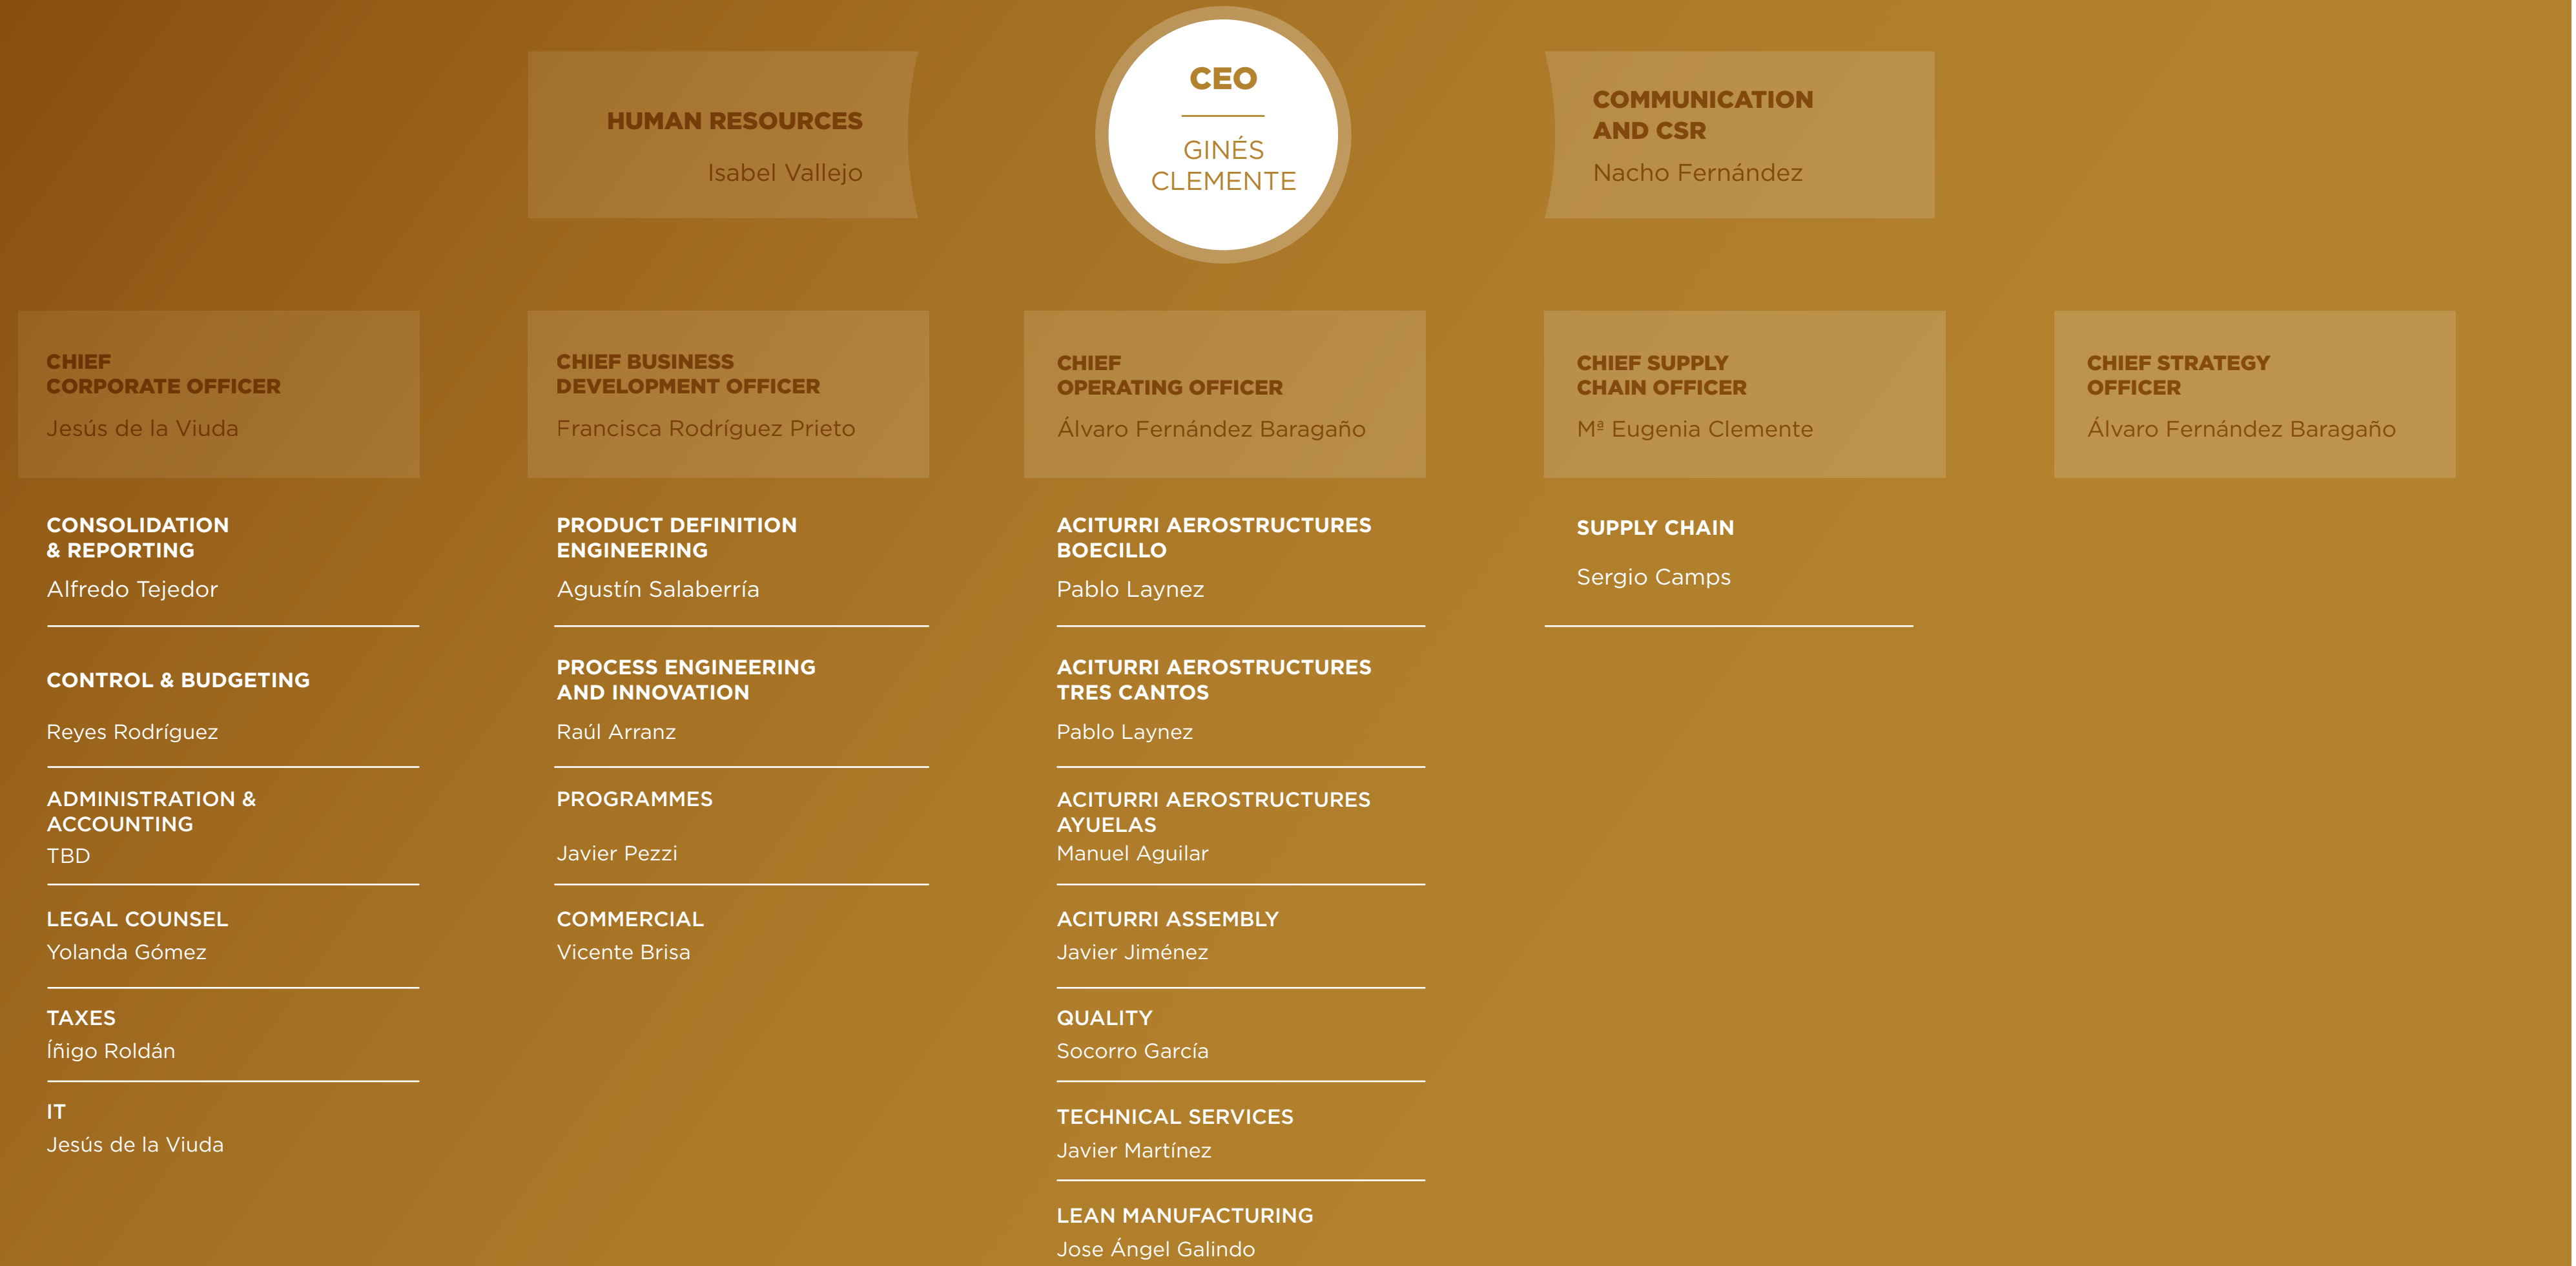 HUMAN RESOURCES
Isabel Vallejo
CEO
GINÉS
CLEMENTE
COMMUNICATION
AND CSR
Nacho Fernández
CHIEF
CORPORATE OFFICER
Jesús de la Viuda
CONSOLIDATION
& REPORTING
Alfredo Tejedor
CONTROL & BUDGETING
Reyes Rodríguez
ADMINISTRATION &
ACCOUNTING
TBD
LEGAL COUNSEL
Yolanda Gómez
TAXES
Íñigo Roldán
IT
Jesús de la Viuda
CHIEF BUSINESS
DEVELOPMENT OFFICER
Francisca Rodríguez Prieto
PRODUCT DEFINITION
ENGINEERING
Agustín Salaberría
PROCESS ENGINEERING
AND INNOVATION
Raúl Arranz
PROGRAMMES
Javier Pezzi
COMMERCIAL
Vicente Brisa
CHIEF
OPERATING OFFICER
Álvaro Fernández Baragaño
ACITURRI AEROSTRUCTURES
BOECILLO
Pablo Laynez
ACITURRI AEROSTRUCTURES
TRES CANTOS
Pablo Laynez
ACITURRI AEROSTRUCTURES
AYUELAS
Manuel Aguilar
ACITURRI ASSEMBLY
Javier Jiménez
QUALITY
Socorro García
TECHNICAL SERVICES
Javier Martínez
LEAN MANUFACTURING
Jose Ángel Galindo
CHIEF SUPPLY
CHAIN OFFICER
Mª Eugenia Clemente
SUPPLY CHAIN
Sergio Camps
CHIEF STRATEGY
OFFICER
Álvaro Fernández Baragaño